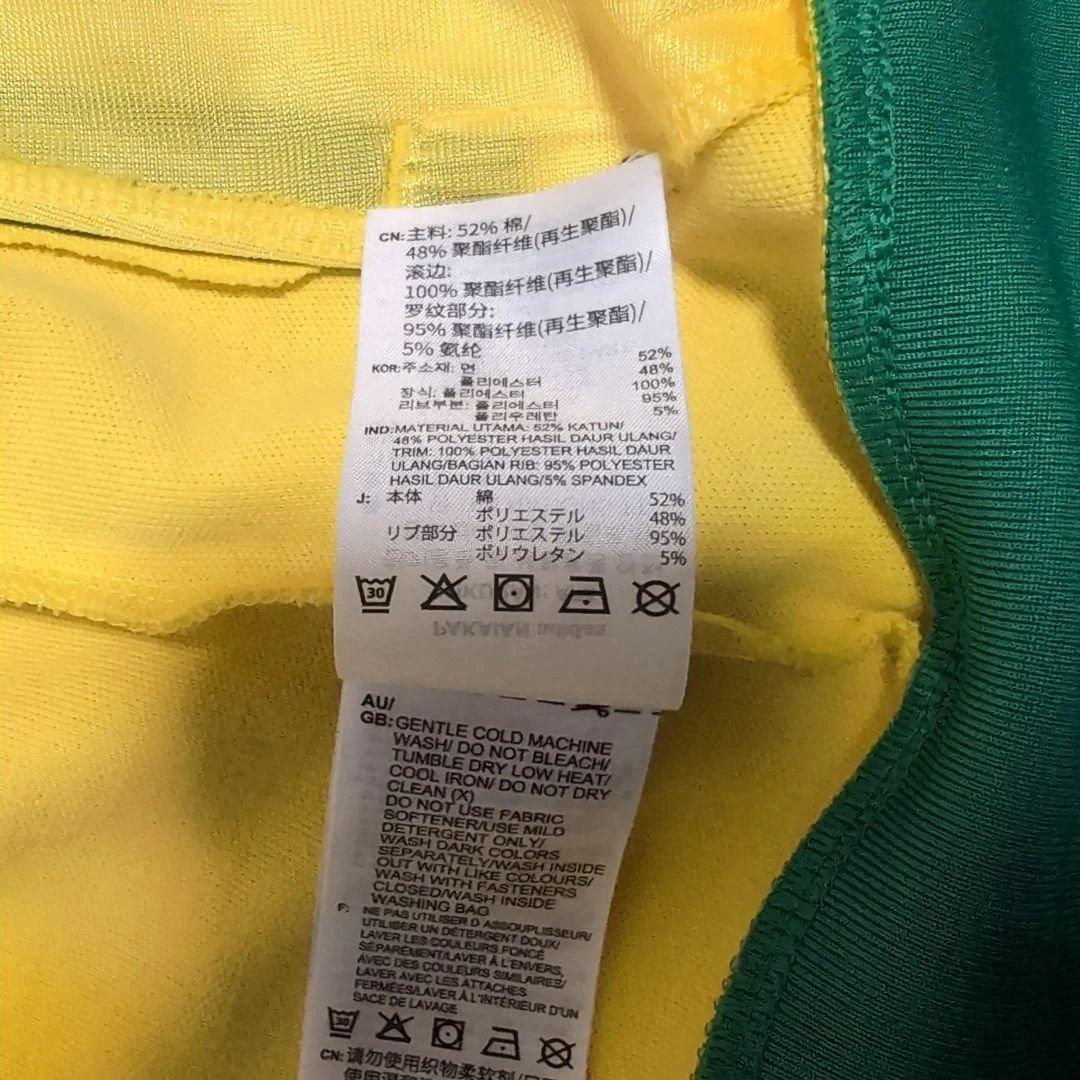 CN:主料: 52% 棉/
48% 聚酯纤维(再生聚酯)/
滚边:
100% 聚酯纤维(再生聚酯)/
罗纹部分:
95% 聚酯纤维(再生聚酯)/
5% 氨纶
KOR:주소재: 면 52%
폴리에스터 48%
장식: 폴리에스터 100%
리브부분: 폴리에스터 95%
폴리우레탄 5%
IND:MATERIAL UTAMA: 52% KATUN/
48% POLYESTER HASIL DAUR ULANG/
TRIM: 100% POLYESTER HASIL DAUR
ULANG/BAGIAN RIB: 95% POLYESTER
HASIL DAUR ULANG/5% SPANDEX
J: 本体 綿 52%
ポリエステル 48%
リブ部分 ポリエステル 95%
ポリウレタン 5%
30
AU/
GB: GENTLE COLD MACHINE
WASH/ DO NOT BLEACH/
TUMBLE DRY LOW HEAT/
COOL IRON/ DO NOT DRY
CLEAN (X)
DO NOT USE FABRIC
SOFTENER/USE MILD
DETERGENT ONLY/
WASH DARK COLORS
SEPARATELY/WASH INSIDE
OUT WITH LIKE COLOURS/
WASH WITH FASTENERS
CLOSED/WASH INSIDE
WASHING BAG
F: NE PAS UTILISER D ASSOUPLISSEUR/
UTILISER UN DÉTERGENT DOUX/
LAVER LES COULEURS FONCÉ
SÉPARÉMENT/LAVER À L'ENVERS,
AVEC DES COULEURS SIMILAIRES/
LAVER AVEC LES ATTACHES
FERMÉES/LAVER À L'INTÉRIEUR D'UN
SACE DE LAVAGE
30
CN: 请勿使用织物柔软剂/